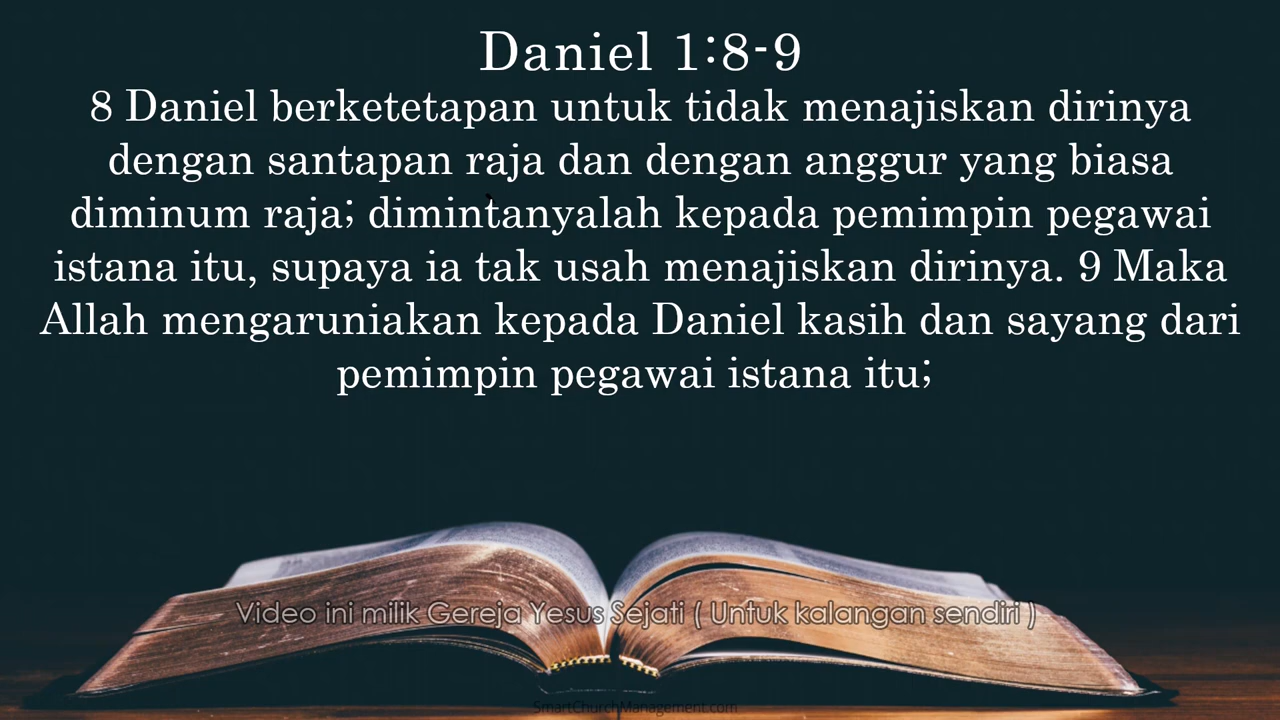 Daniel 1:8-9
8 Daniel berketetapan untuk tidak menajiskan dirinya
dengan santapan raja dan dengan anggur yang biasa
diminum raja; dimintanyalah kepada pemimpin pegawai
istana itu, supaya ia tak usah menajiskan dirinya. 9 Maka
Allah mengaruniakan kepada Daniel kasih dan sayang dari
pemimpin pegawai istana itu;
Video ini milik Gereja Yesus Sejati ( Untuk kalangan sendiri )
SmartChurchManagement.com